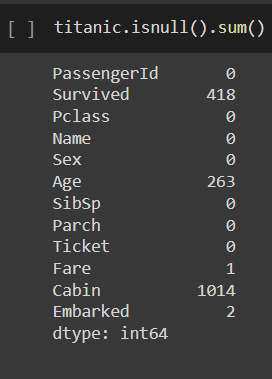 [ ] titanic.isnull().sum()
PassengerId 0
Survived 418
Pclass 0
Name 0
Sex 0
Age 263
SibSp 0
Parch 0
Ticket 0
Fare 1
Cabin 1014
Embarked 2
dtype: int64